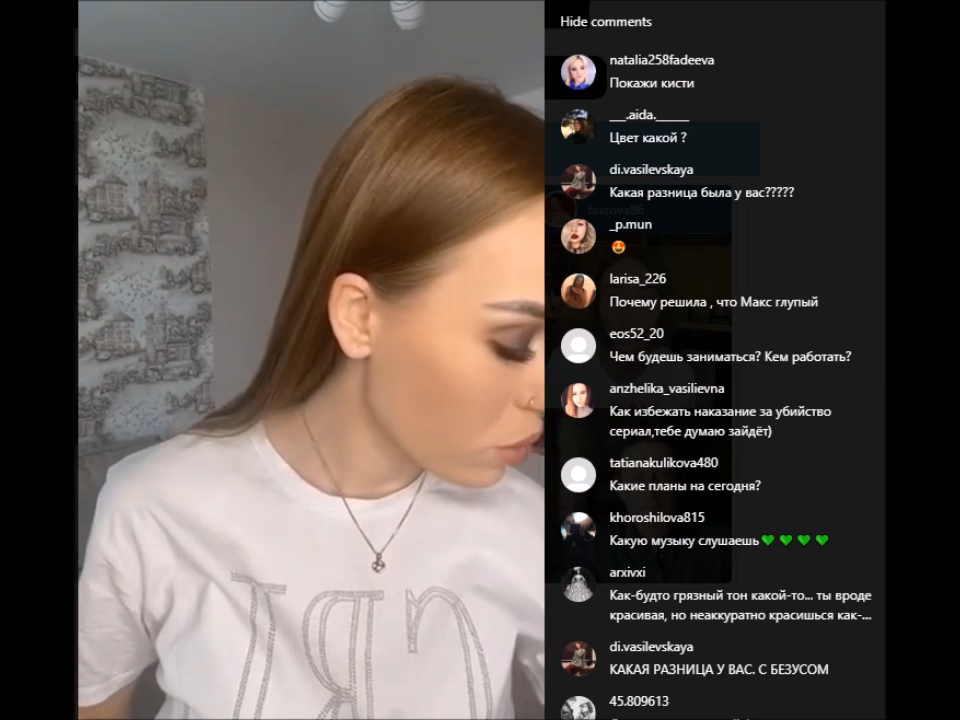 Hide comments
natalia258fadeeva
Покажи кисти
___.aida._____
Цвет какой ?
di.vasilevskaya
Какая разница была у вас?????
_p.mun
😍
larisa_226
Почему решила , что Макс глупый
eos52_20
Чем будешь заниматься? Кем работать?
anzhelika_vasilievna
Как избежать наказание за убийство
сериал,тебе думаю зайдёт)
tatianakulikova480
Какие планы на сегодня?
khoroshilova815
Какую музыку слушаешь💚💚💚💚
arxivxi
Как-будто грязный тон какой-то... ты вроде
красивая, но неаккуратно красишься как-...
di.vasilevskaya
КАКАЯ РАЗНИЦА У ВАС. С БЕЗУСОМ
45.809613